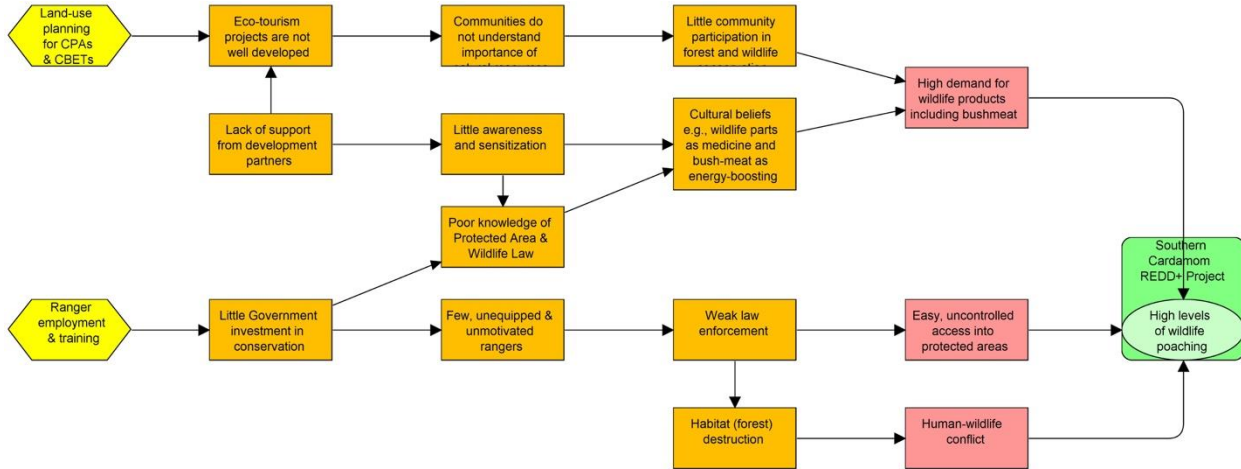 Land-use
planning
for CPAs
& CBETs
Eco-tourism
projects are not
well developed
Communities do
not understand
importance of
natural resources
Little community
participation in
forest and wildlife
conservation
High demand for
wildlife products
including bushmeat
Lack of support
from development
partners
Little awareness
and sensitization
Cultural beliefs
e.g., wildlife parts
as medicine and
bush-meat as
energy-boosting
Poor knowledge of
Protected Area &
Wildlife Law
Southern
Cardamom
REDD+ Project
Ranger
employment
& training
Little Government
investment in
conservation
Few, unequipped &
unmotivated
rangers
Weak law
enforcement
Easy, uncontrolled
access into
protected areas
High levels
of wildlife
poaching
Habitat (forest)
destruction
Human-wildlife
conflict